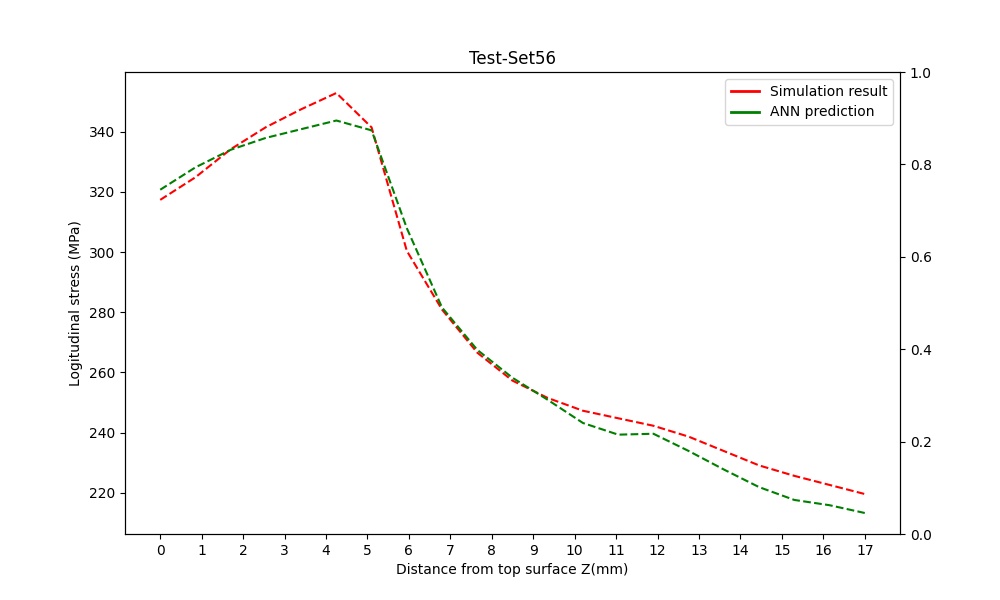 Test-Set56
Simulation result
ANN prediction
Logitudinal stress (MPa)
340
320
300
280
260
240
220
1.0
0.8
0.6
0.4
0.2
0.0
0 1 2 3 4 5 6 7 8 9 10 11 12 13 14 15 16 17
Distance from top surface Z(mm)